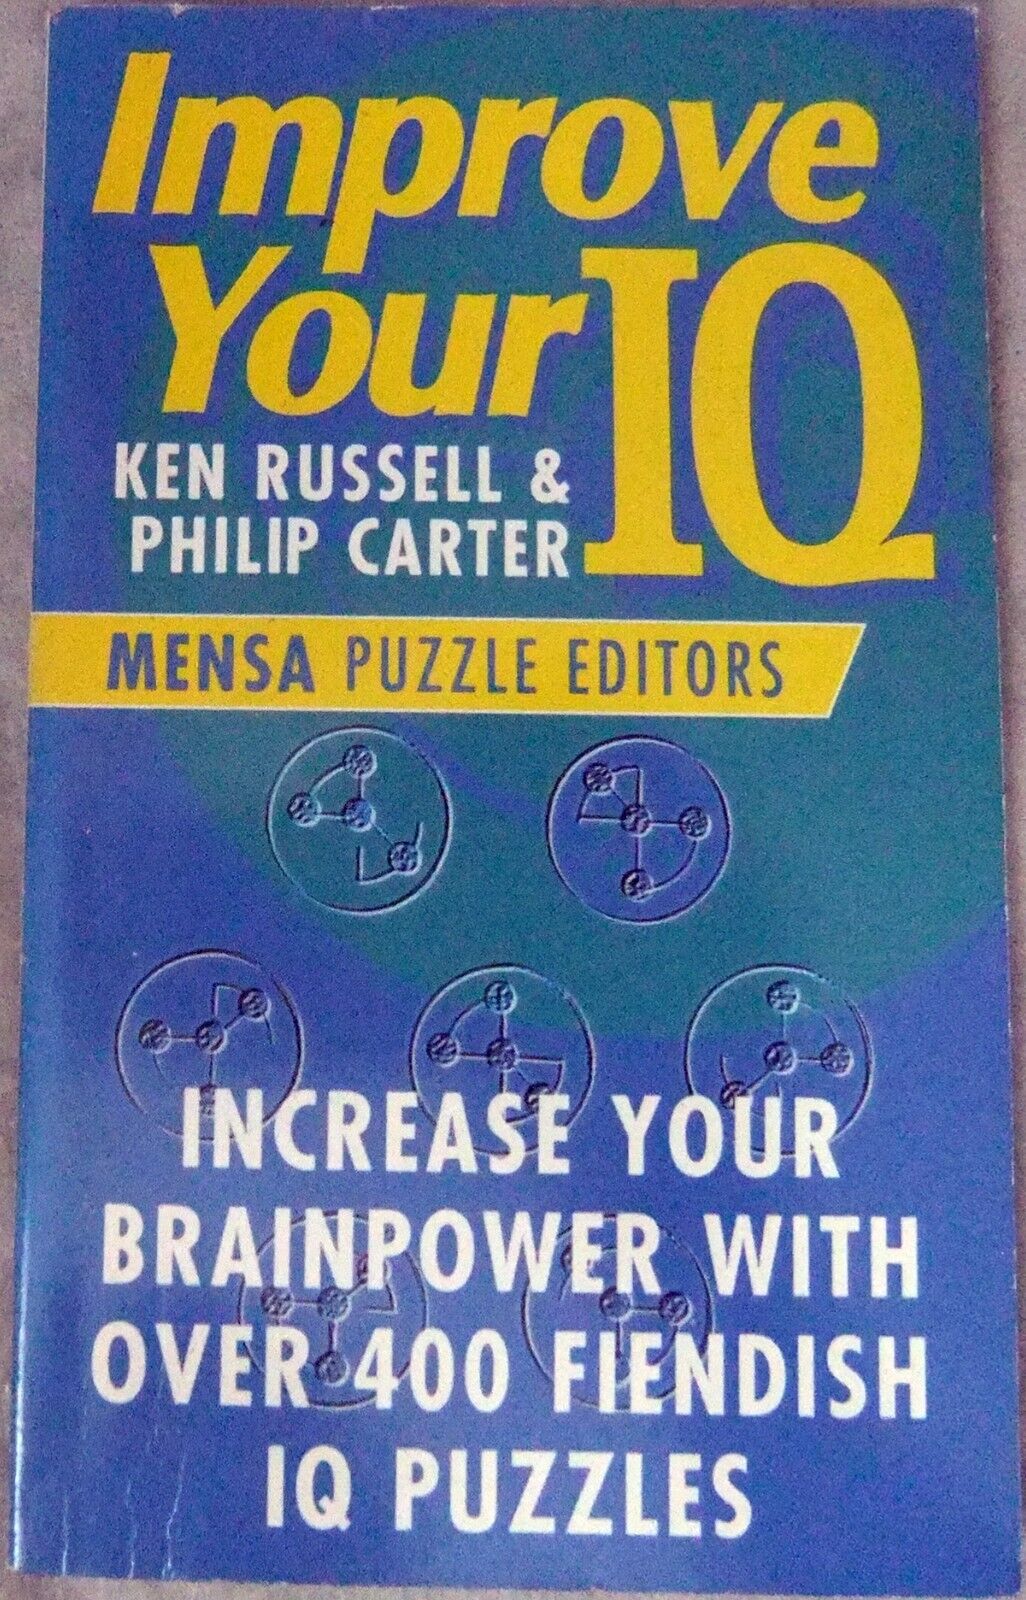 Improve
Your IQ
KEN RUSSELL &
PHILIP CARTER
MENSA PUZZLE EDITORS
INCREASE YOUR
BRAINPOWER WITH
OVER 400 FIENDISH
IQ PUZZLES